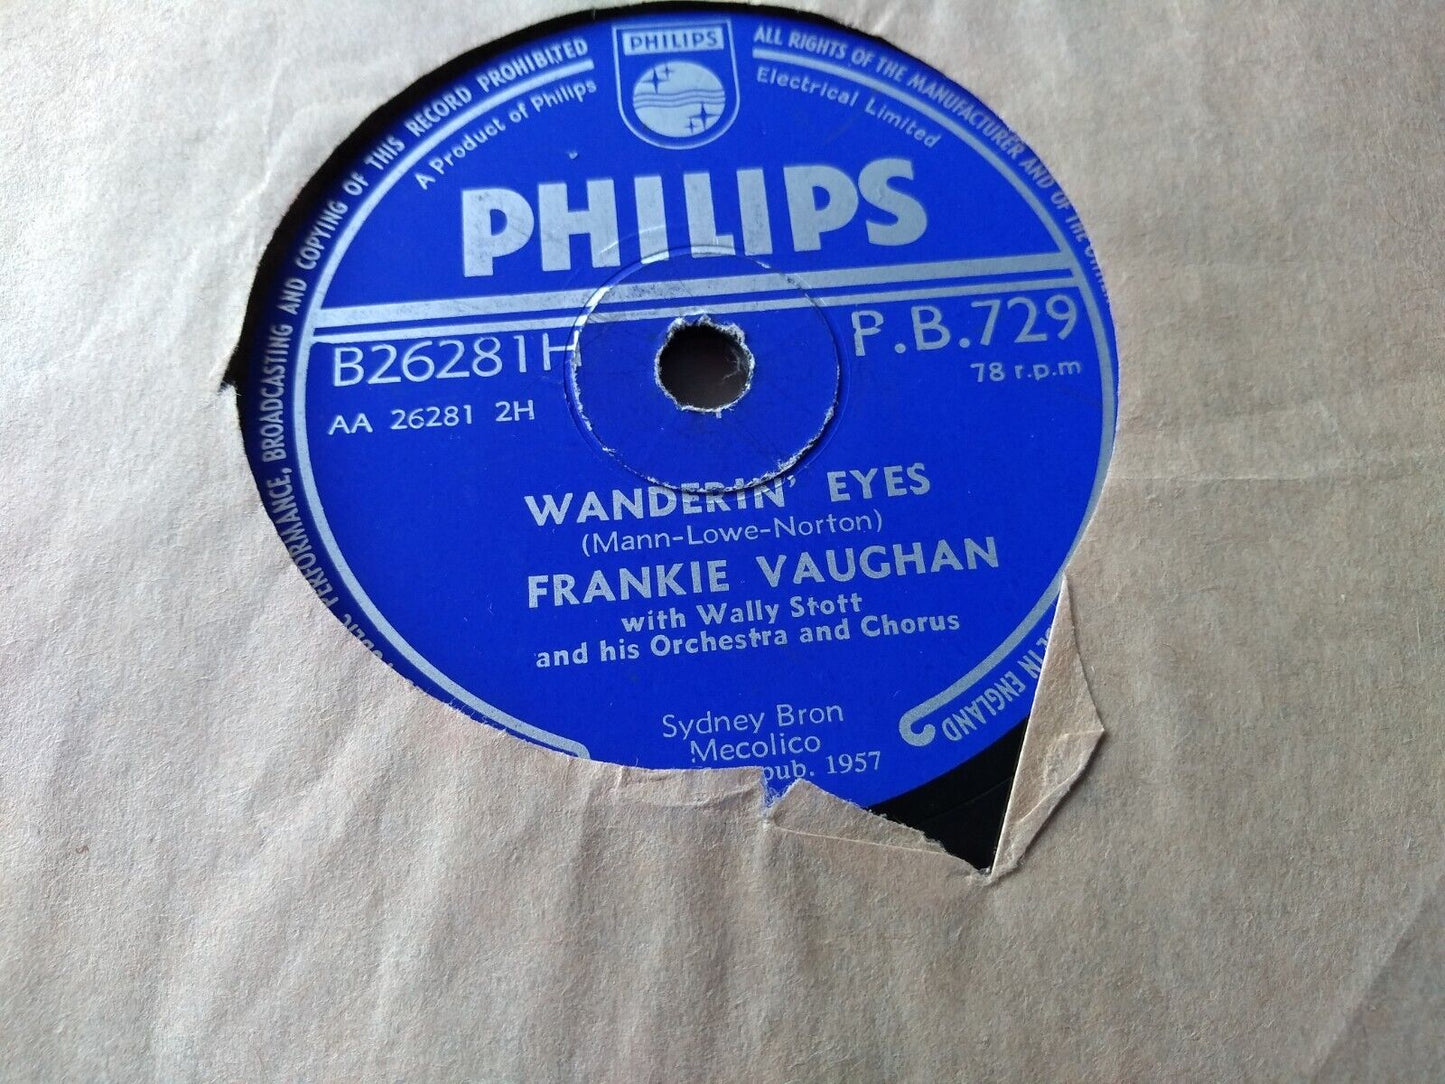 PHILIPS
PERFORMANCE, BROADCASTING AND COPYING OF THIS RECORD PROHIBITED
ALL RIGHTS OF THE MANUFACTURER AND OF THE
A Product of Philips
Electrical Limited
PHILIPS
B26281H
P.B.729
78 r.p.m
AA 26281 2H
WANDERIN' EYES
(Mann-Lowe-Norton)
FRANKIE VAUGHAN
with Wally Stott
and his Orchestra and Chorus
Sydney Bron
Mecolico
pub. 1957
IN ENGLAND